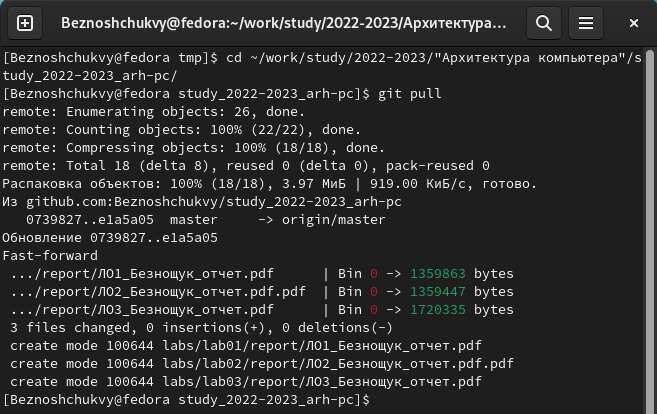 Beznoshchukvy@fedora:~/work/study/2022-2023/Архитектура...
[Beznoshchukvy@fedora tmp]$ cd ~/work/study/2022-2023/"Архитектура компьютера"/s
tudy_2022-2023_arh-pc/
[Beznoshchukvy@fedora study_2022-2023_arh-pc]$ git pull
remote: Enumerating objects: 26, done.
remote: Counting objects: 100% (22/22), done.
remote: Compressing objects: 100% (18/18), done.
remote: Total 18 (delta 8), reused 0 (delta 0), pack-reused 0
Распаковка объектов: 100% (18/18), 3.97 МиБ | 919.00 КиБ/с, готово.
Из github.com:Beznoshchukvy/study_2022-2023_arh-pc
   0739827..e1a5a05  master     -> origin/master
Обновление 0739827..e1a5a05
Fast-forward
 .../report/ЛО1_Безнощук_отчет.pdf      | Bin 0 -> 1359863 bytes
 .../report/ЛО2_Безнощук_отчет.pdf.pdf  | Bin 0 -> 1359447 bytes
 .../report/ЛО3_Безнощук_отчет.pdf      | Bin 0 -> 1720335 bytes
 3 files changed, 0 insertions(+), 0 deletions(-)
 create mode 100644 labs/lab01/report/ЛО1_Безнощук_отчет.pdf
 create mode 100644 labs/lab02/report/ЛО2_Безнощук_отчет.pdf.pdf
 create mode 100644 labs/lab03/report/ЛО3_Безнощук_отчет.pdf
[Beznoshchukvy@fedora study_2022-2023_arh-pc]$